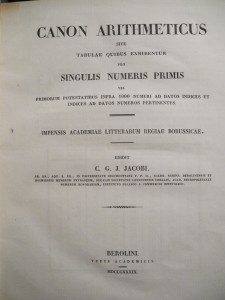 CANON ARITHMETICUS
SIVE
TABULAE QUIBUS EXHIBENTUR
PRO
SINGULIS NUMERIS PRIMIS
VEL
PRIMORUM POTESTATIBUS INFRA 1000 NUMERI AD DATOS INDICES ET
INDICES AD DATOS NUMEROS PERTINENTES.
IMPENSIS ACADEMIAE LITTERARUM REGIAE BORUSSICAE.
EDIDIT
C. G. J. JACOBI,
BEROLINI,
TYPIS ACADEMICIS
MDCCCXXXIX.